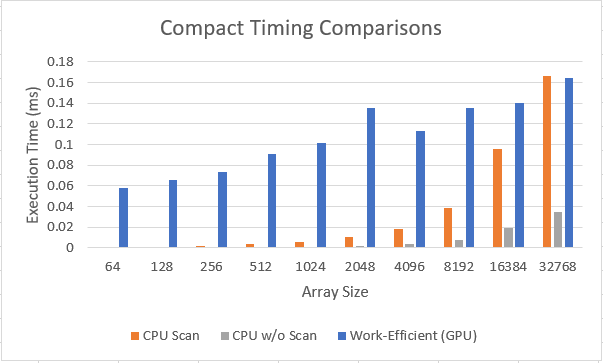 Compact Timing Comparisons
Execution Time (ms)
0.18
0.16
0.14
0.12
0.1
0.08
0.06
0.04
0.02
0
64 128 256 512 1024 2048 4096 8192 16384 32768
Array Size
CPU Scan CPU w/o Scan Work-Efficient (GPU)